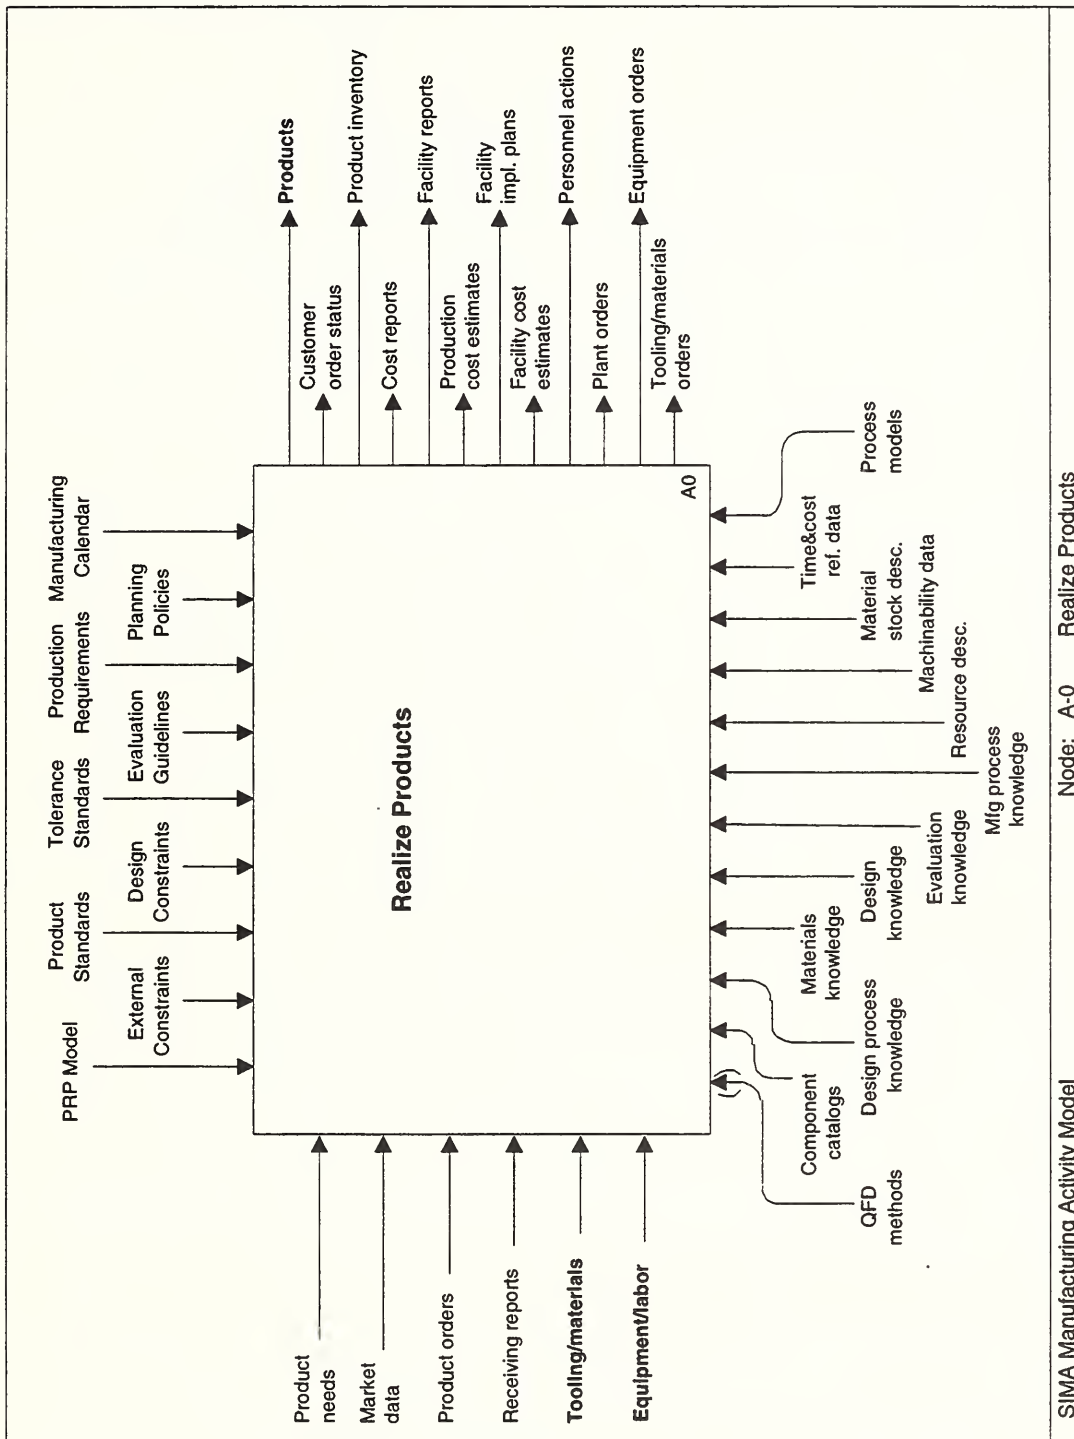 PRP Model
External
Constraints
Product
Standards
Design
Constraints
Tolerance
Standards
Evaluation
Guidelines
Production
Requirements
Planning
Policies
Manufacturing
Calendar
Product
needs
Market
data
Product orders
Receiving reports
Tooling/materials
Equipment/labor
Realize Products
A0
Products
Customer
order status
Product inventory
Cost reports
Facility reports
Production
cost estimates
Facility
impl. plans
Facility cost
estimates
Personnel actions
Plant orders
Equipment orders
Tooling/materials
orders
QFD
methods
Component
catalogs
Design process
knowledge
Materials
knowledge
Design
knowledge
Evaluation
knowledge
Mfg process
knowledge
Resource desc.
Machinability data
Material
stock desc.
Time&cost
ref. data
Process
models
SIMA Manufacturing Activity Model
Node: A-0 Realize Products